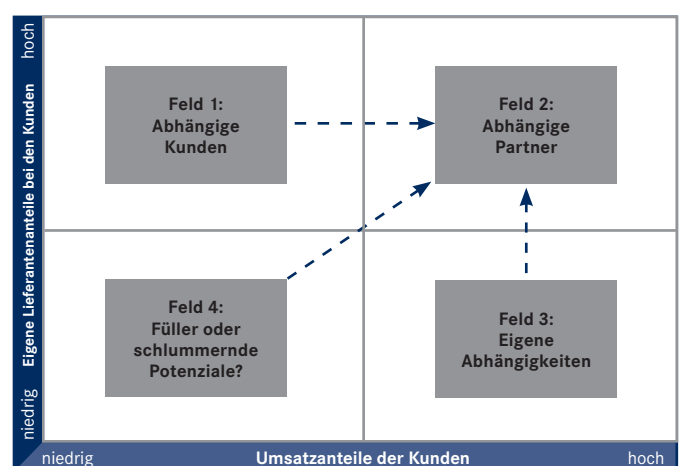 hoch
Eigene Lieferantenanteile bei den Kunden
niedrig
Feld 1:
Abhängige
Kunden
Feld 2:
Abhängige
Partner
Feld 4:
Füller oder
schlummernde
Potenziale?
Feld 3:
Eigene
Abhängigkeiten
niedrig
Umsatzanteile der Kunden
hoch